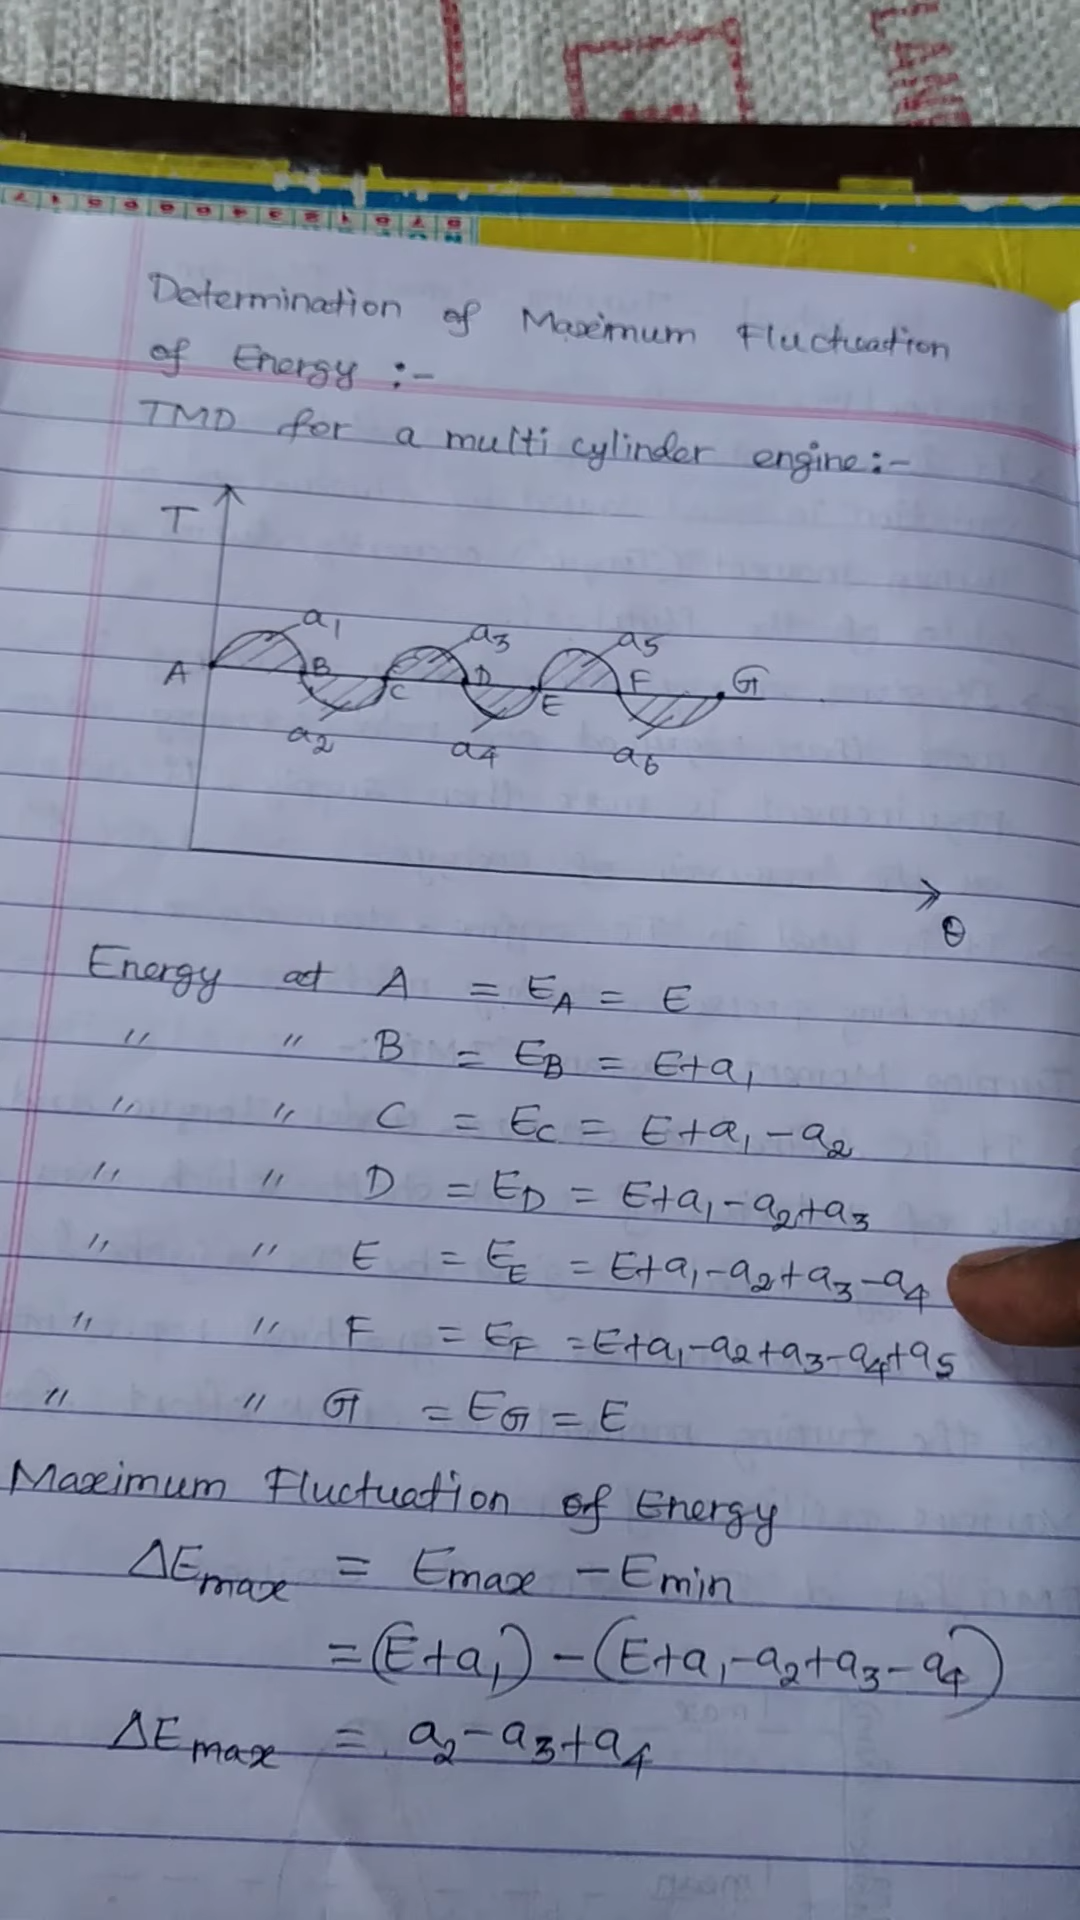 LAND
Determination of Maximum Fluctuation
of Energy :-
TMD for a multi cylinder engine:-
T
a1 a3 a5
A B C D E F G
a2 a4 a6
θ
Energy at A = EA = E
" " B = EB = E+a1
" " C = EC = E+a1-a2
" " D = ED = E+a1-a2+a3
" " E = EE = E+a1-a2+a3-a4
" " F = EF = E+a1-a2+a3-a4+a5
" " G = EG = E
Maximum Fluctuation of Energy
ΔEmax = Emax - Emin
= (E+a1) - (E+a1-a2+a3-a4)
ΔEmax = a2-a3+a4